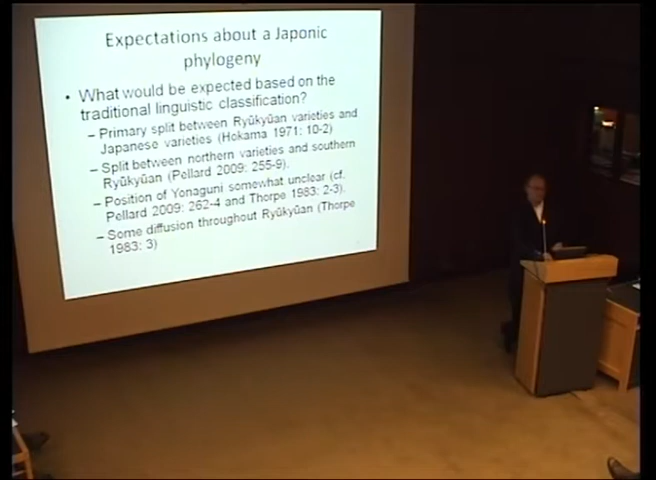 Expectations about a Japonic
phylogeny
• What would be expected based on the
traditional linguistic classification?
– Primary split between Ryūkyūan varieties and
Japanese varieties (Hokama 1971: 10-2)
– Split between northern varieties and southern
Ryūkyūan (Pellard 2009: 255-9).
– Position of Yonaguni somewhat unclear (cf.
Pellard 2009: 262-4 and Thorpe 1983: 2-3).
– Some diffusion throughout Ryūkyūan (Thorpe
1983: 3)